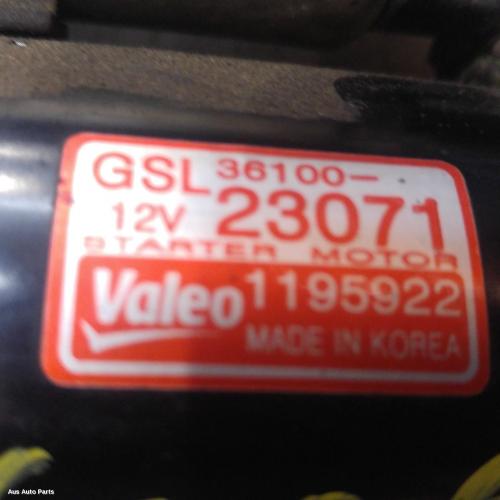 GSL 36100-
12V 23071
STARTER MOTOR
Valeo 1195922
MADE IN KOREA
Aus Auto Parts